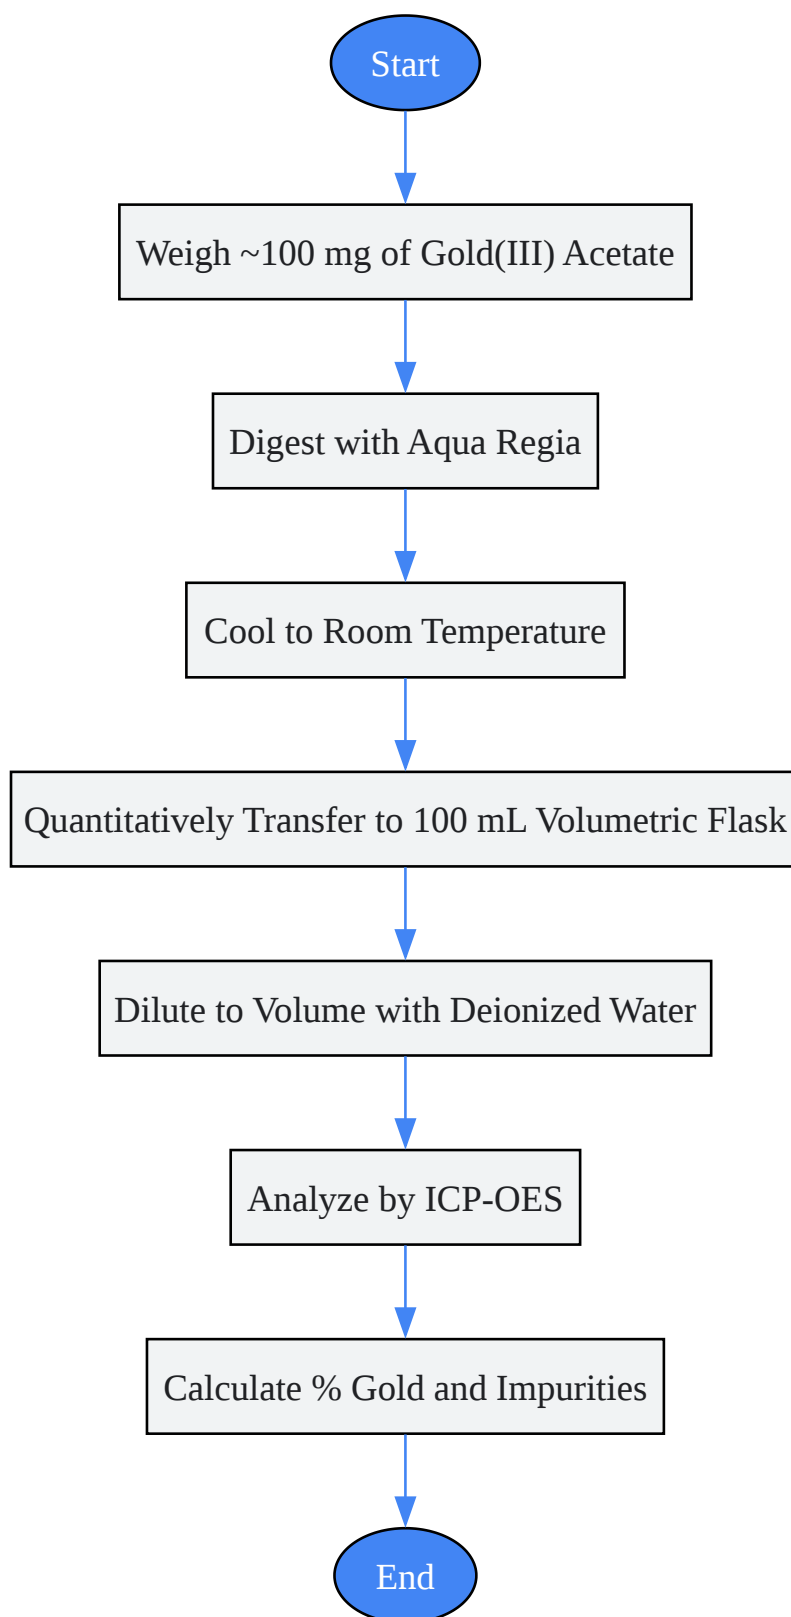 Start
Weigh ~100 mg of Gold(III) Acetate
Digest with Aqua Regia
Cool to Room Temperature
Quantitatively Transfer to 100 mL Volumetric Flask
Dilute to Volume with Deionized Water
Analyze by ICP-OES
Calculate % Gold and Impurities
End